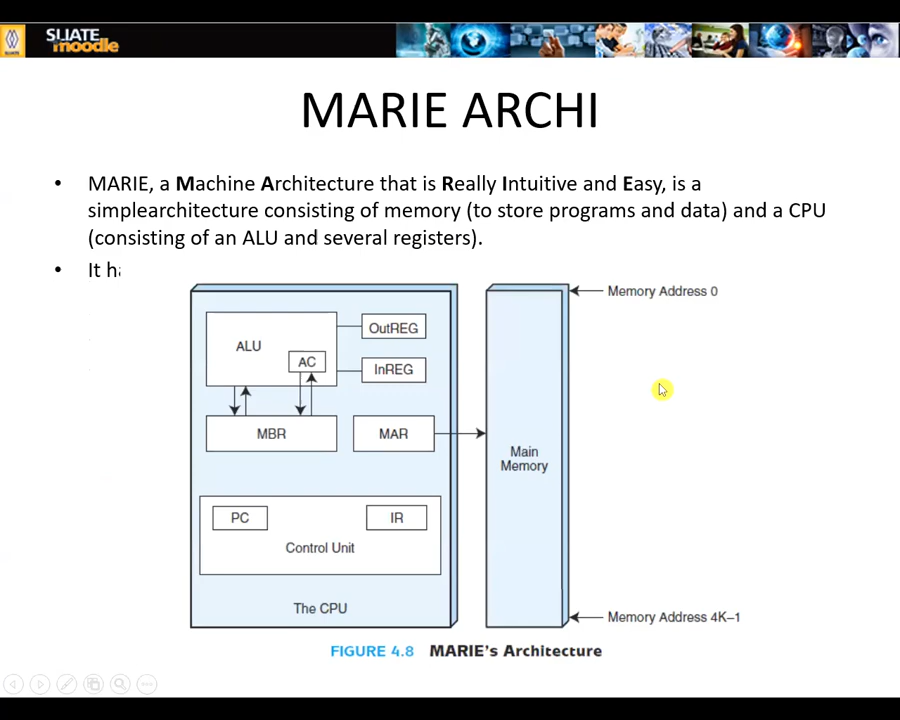 SLIATE
moodle
MARIE ARCHI
• MARIE, a Machine Architecture that is Really Intuitive and Easy, is a
simplearchitecture consisting of memory (to store programs and data) and a CPU
(consisting of an ALU and several registers).
• It
Memory Address 0
OutREG
ALU
AC
InREG
MBR
MAR
Main
Memory
PC
IR
Control Unit
The CPU
Memory Address 4K–1
FIGURE 4.8 MARIE's Architecture